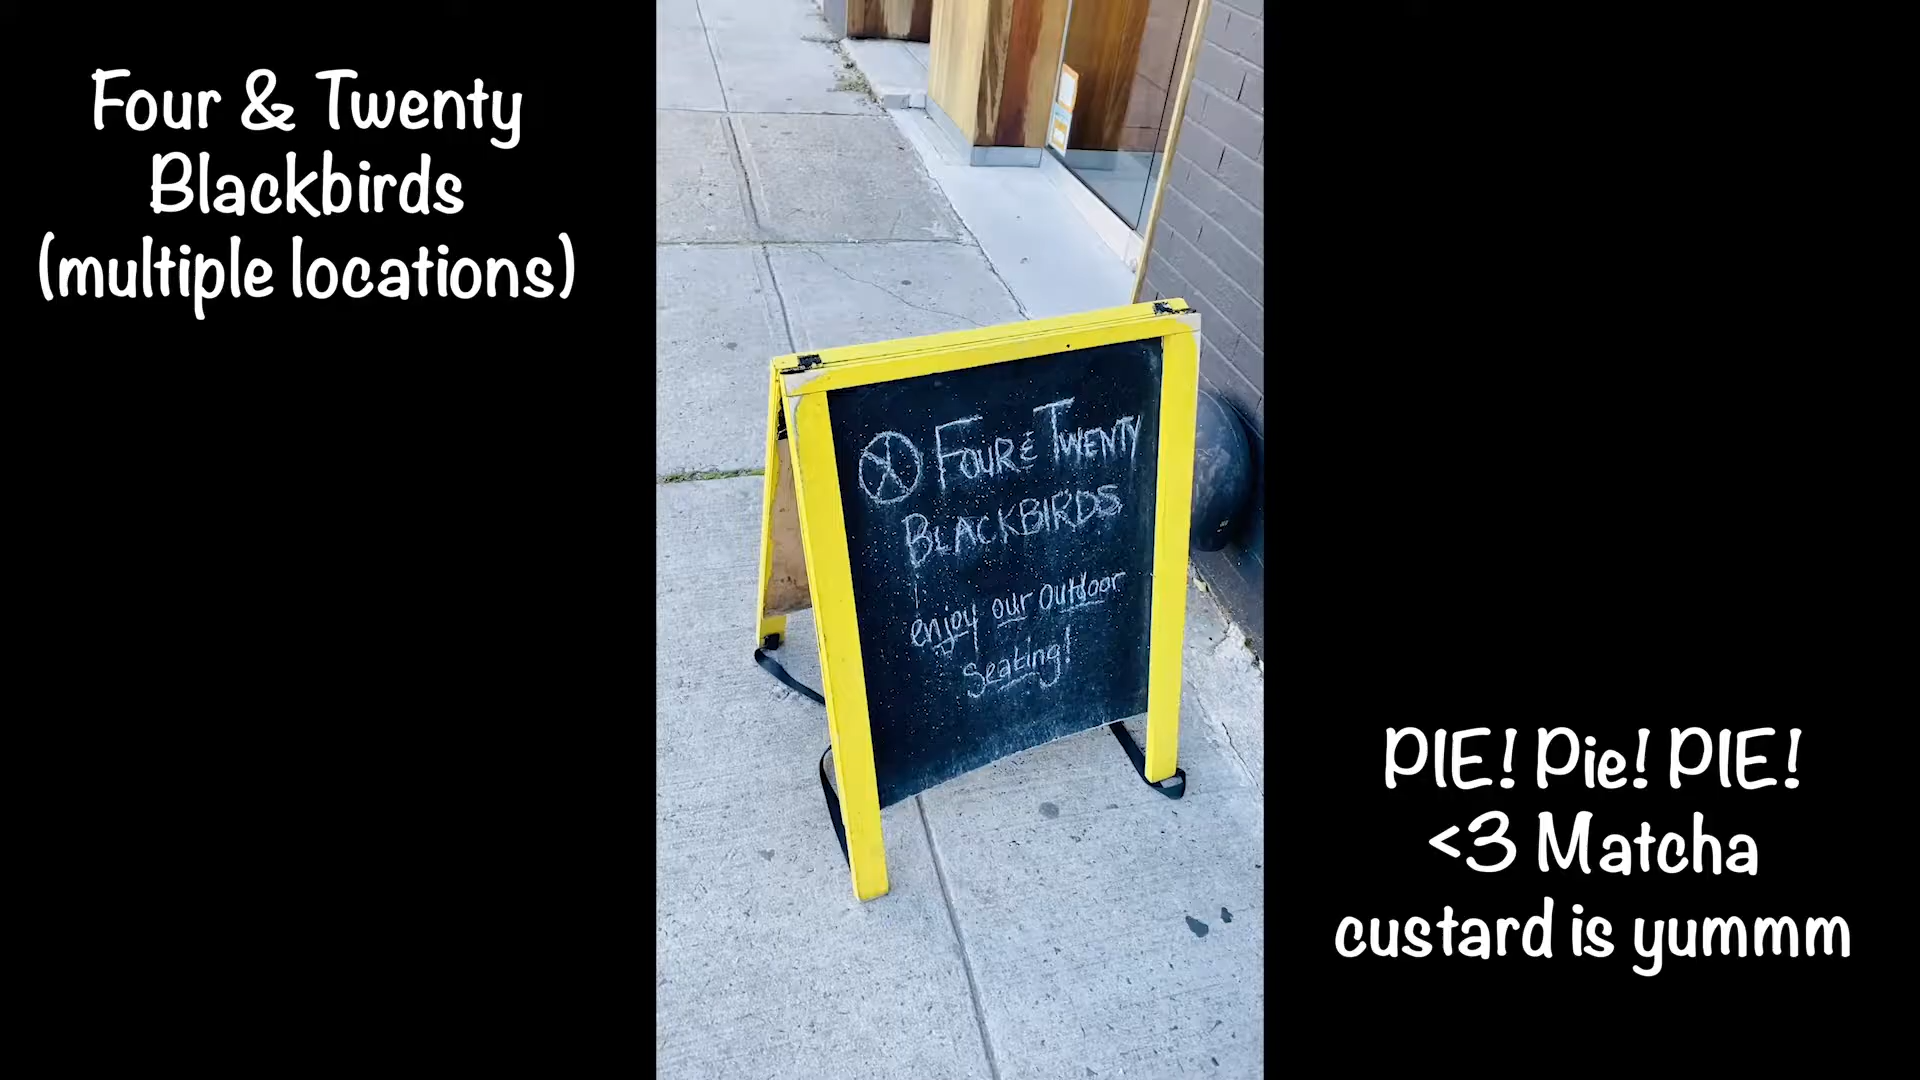 Four & Twenty
Blackbirds
(multiple locations)
FOUR & TWENTY
BLACKBIRDS
enjoy our outdoor
seating!
PIE! Pie! PIE!
<3 Matcha
custard is yummm